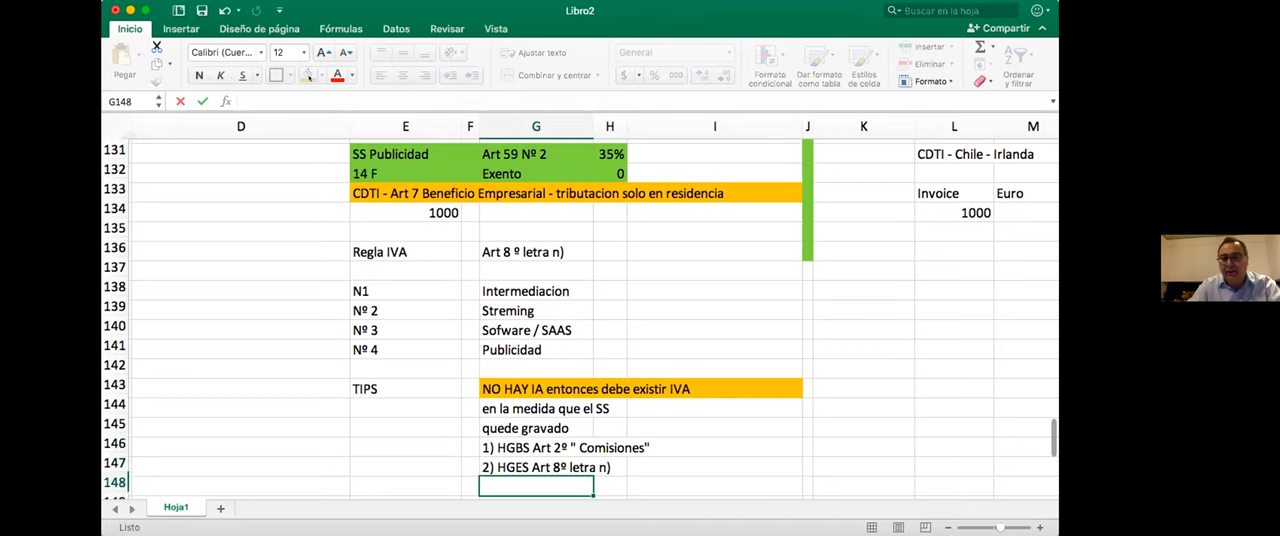 Libro2
Buscar en la hoja
Inicio Insertar Diseño de página Fórmulas Datos Revisar Vista Compartir
Pegar Calibri (Cuer... 12 A A Ajustar texto General Formato condicional Dar formato como tabla Estilos de celda Insertar Eliminar Formato Ordenar y filtrar
N K S A Combinar y centrar $ % 000
G148 fx
D E F G H I J K L M
131 SS Publicidad Art 59 Nº 2 35% CDTI - Chile - Irlanda
132 14 F Exento 0
133 CDTI - Art 7 Beneficio Empresarial - tributacion solo en residencia Invoice Euro
134 1000 1000
135
136 Regla IVA Art 8 º letra n)
137
138 N1 Intermediacion
139 Nº 2 Streming
140 Nº 3 Sofware / SAAS
141 Nº 4 Publicidad
142
143 TIPS NO HAY IA entonces debe existir IVA
144 en la medida que el SS
145 quede gravado
146 1) HGBS Art 2º " Comisiones"
147 2) HGES Art 8º letra n)
148
Hoja1
Listo